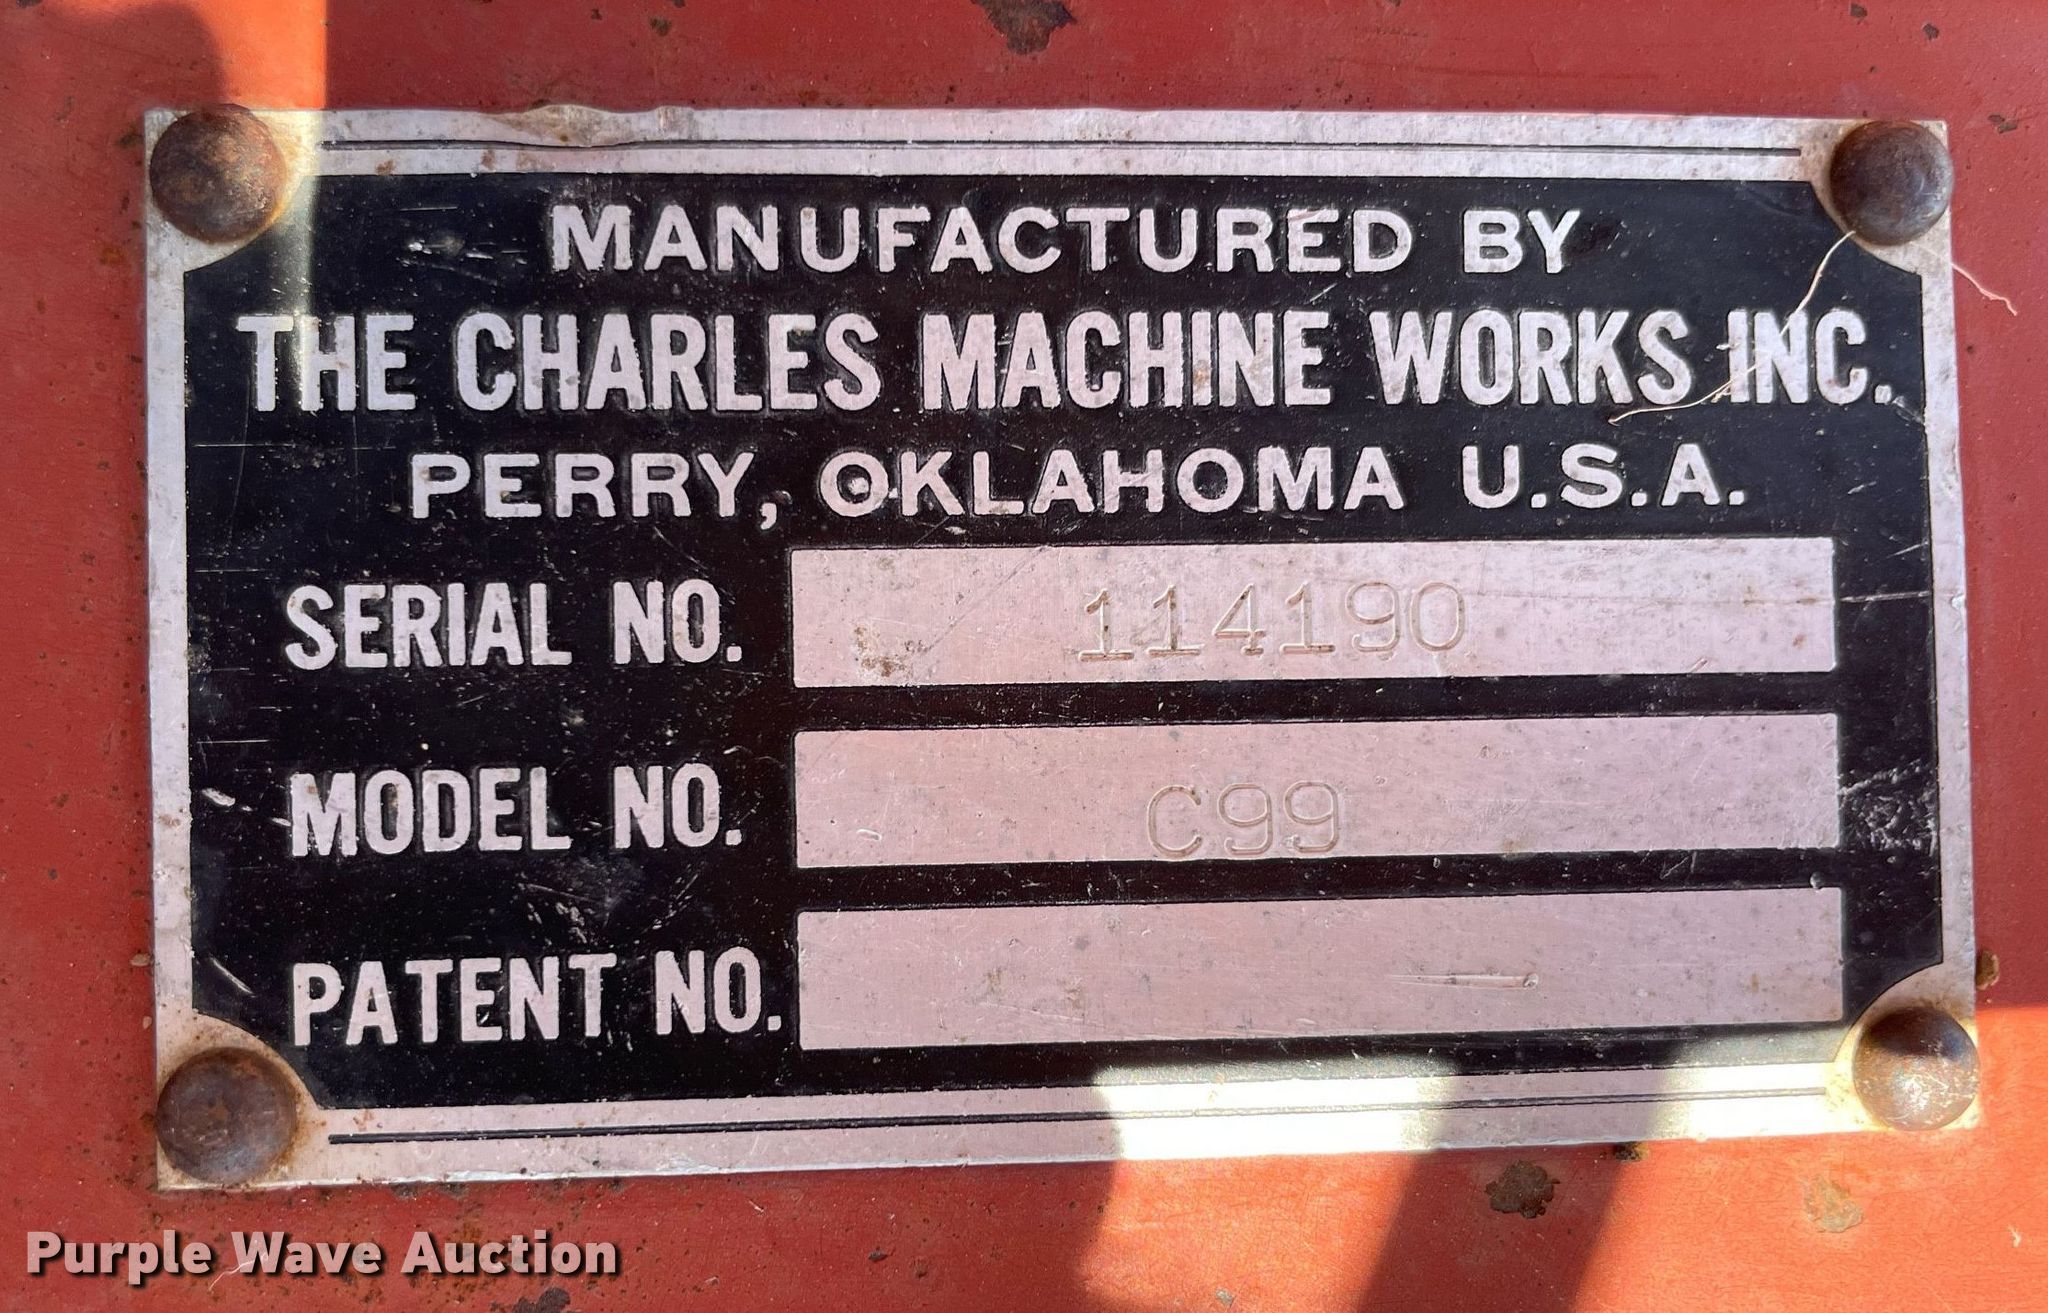 MANUFACTURED BY
THE CHARLES MACHINE WORKS INC.
PERRY, OKLAHOMA U.S.A.
SERIAL NO. 114190
MODEL NO. C99
PATENT NO.
Purple Wave Auction